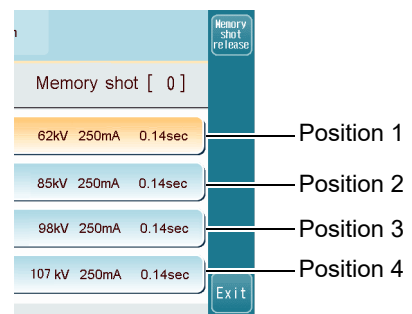 n
Memory
shot
release
Memory shot [ 0]
62kV 250mA 0.14sec
Position 1
85kV 250mA 0.14sec
Position 2
98kV 250mA 0.14sec
Position 3
107 kV 250mA 0.14sec
Position 4
Exit